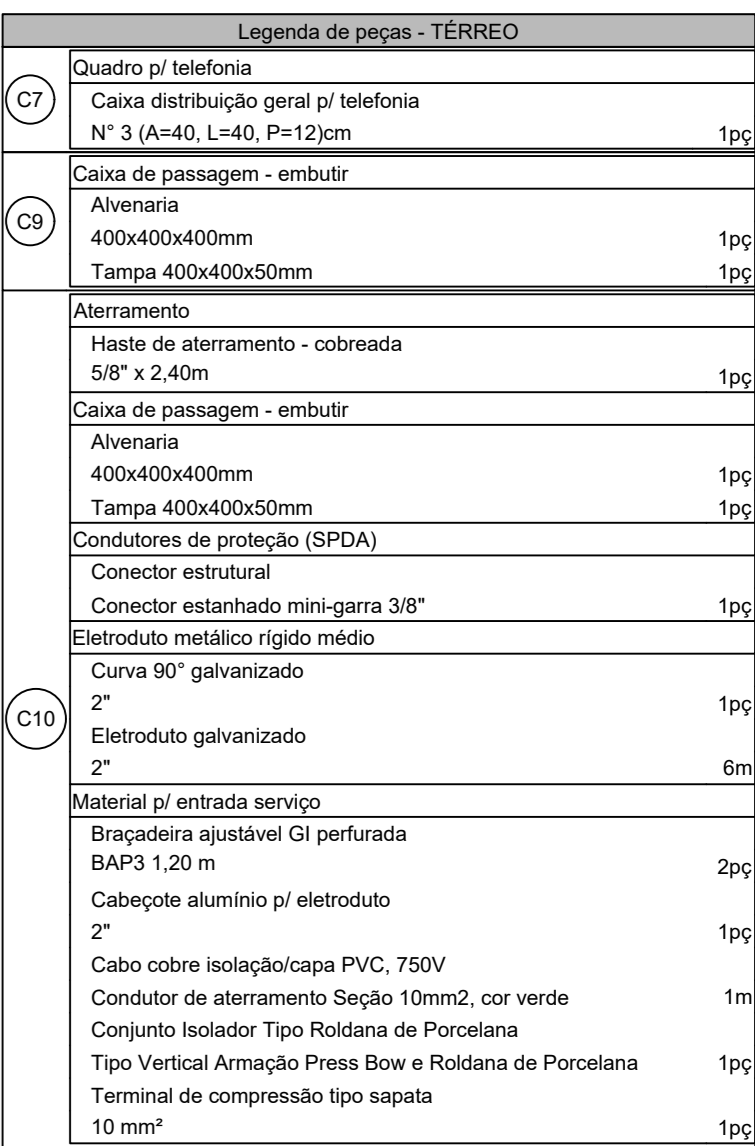 Legenda de peças - TÉRREO
C7
Quadro p/ telefonia
Caixa distribuição geral p/ telefonia
N° 3 (A=40, L=40, P=12)cm 1pç
C9
Caixa de passagem - embutir
Alvenaria
400x400x400mm 1pç
Tampa 400x400x50mm 1pç
C10
Aterramento
Haste de aterramento - cobreada
5/8" x 2,40m 1pç
Caixa de passagem - embutir
Alvenaria
400x400x400mm 1pç
Tampa 400x400x50mm 1pç
Condutores de proteção (SPDA)
Conector estrutural
Conector estanhado mini-garra 3/8" 1pç
Eletroduto metálico rígido médio
Curva 90° galvanizado
2" 1pç
Eletroduto galvanizado
2" 6m
Material p/ entrada serviço
Braçadeira ajustável GI perfurada
BAP3 1,20 m 2pç
Cabeçote alumínio p/ eletroduto
2" 1pç
Cabo cobre isolação/capa PVC, 750V
Condutor de aterramento Seção 10mm2, cor verde 1m
Conjunto Isolador Tipo Roldana de Porcelana
Tipo Vertical Armação Press Bow e Roldana de Porcelana 1pç
Terminal de compressão tipo sapata
10 mm² 1pç